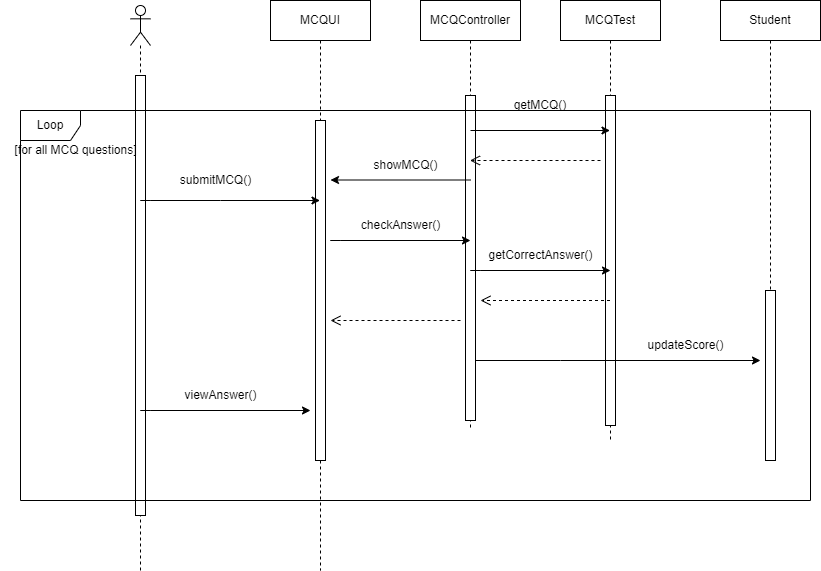 MCQUI
MCQController
MCQTest
Student
getMCQ()
Loop
[for all MCQ questions]
showMCQ()
submitMCQ()
checkAnswer()
getCorrectAnswer()
updateScore()
viewAnswer()